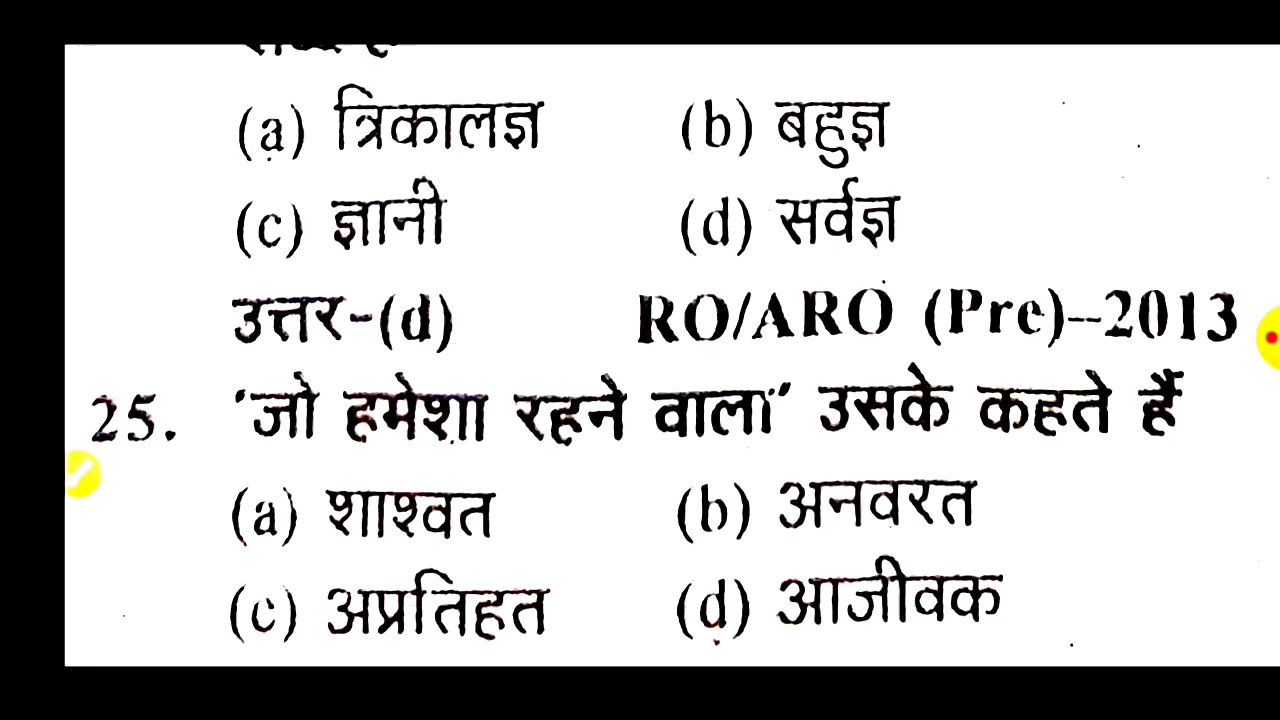 (a) त्रिकालज्ञ (b) बहुज्ञ
(c) ज्ञानी (d) सर्वज्ञ
उत्तर-(d) RO/ARO (Pre)–2013
25. 'जो हमेशा रहने वाला' उसके कहते हैं
(a) शाश्वत (b) अनवरत
(c) अप्रतिहत (d) आजीवक